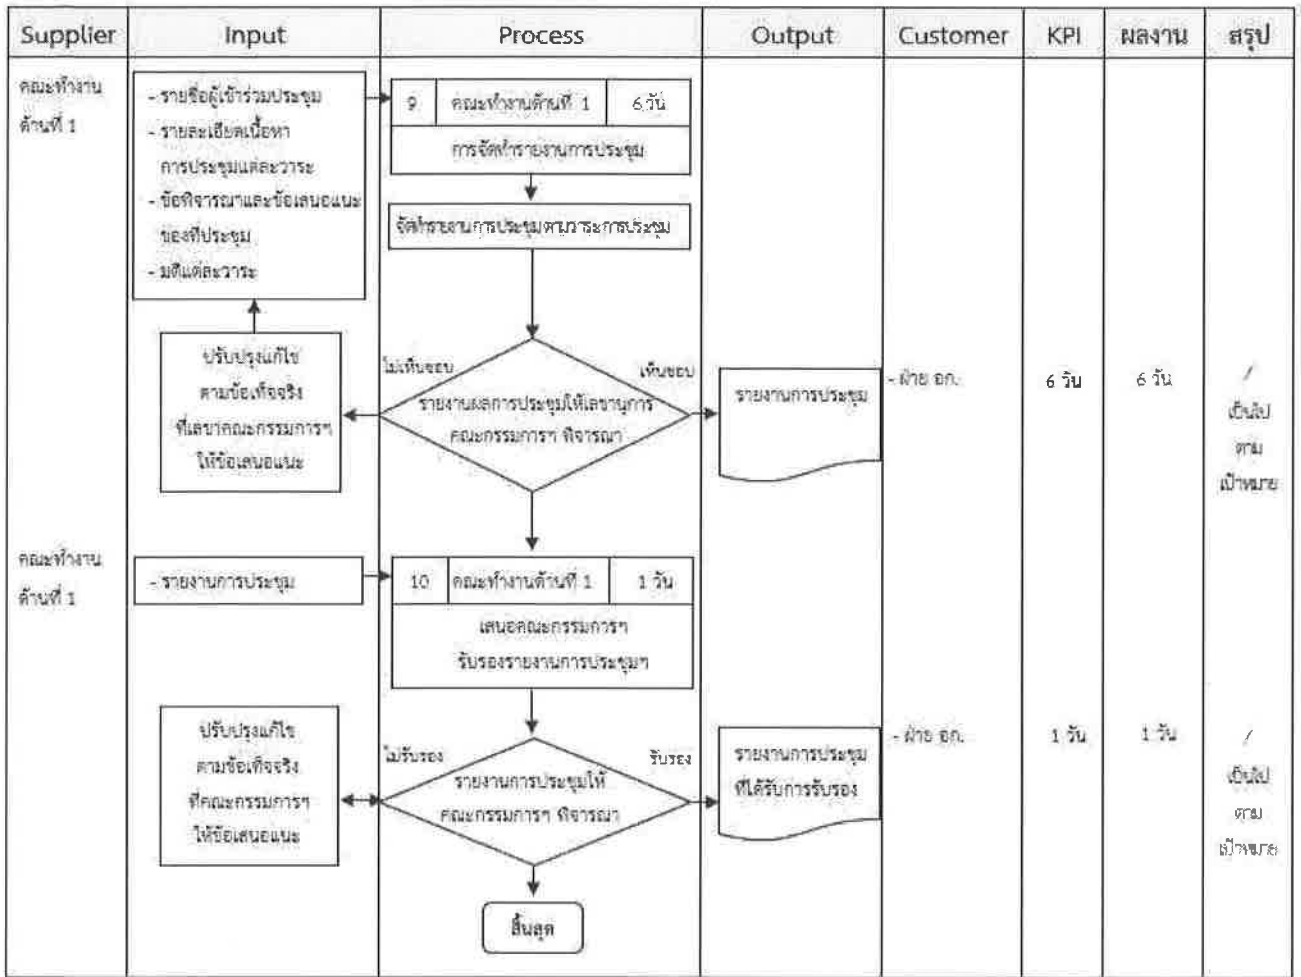 Supplier
Input
Process
Output
Customer
KPI
ผลงาน
สรุป
คณะทำงาน
ด้านที่ 1
- รายชื่อผู้เข้าร่วมประชุม
- รายละเอียดเนื้อหา
การประชุมแต่ละวาระ
- ข้อพิจารณาและข้อเสนอแนะ
ของที่ประชุม
- มติแต่ละวาระ
9
คณะทำงานด้านที่ 1
6 วัน
การจัดทำรายงานการประชุม
จัดทำรายงานการประชุมตามวาระการประชุม
ปรับปรุงแก้ไข
ตามข้อเท็จจริง
ที่เลขาคณะกรรมการฯ
ให้ข้อเสนอแนะ
ไม่เห็นชอบ
เห็นชอบ
รายงานผลการประชุมให้เลขานุการ
คณะกรรมการฯ พิจารณา
รายงานการประชุม
- ฝ่าย อก.
6 วัน
6 วัน
/
เป็นไป
ตาม
เป้าหมาย
คณะทำงาน
ด้านที่ 1
- รายงานการประชุม
10
คณะทำงานด้านที่ 1
1 วัน
เสนอคณะกรรมการฯ
รับรองรายงานการประชุมฯ
ปรับปรุงแก้ไข
ตามข้อเท็จจริง
ที่คณะกรรมการฯ
ให้ข้อเสนอแนะ
ไม่รับรอง
รับรอง
รายงานการประชุมให้
คณะกรรมการฯ พิจารณา
รายงานการประชุม
ที่ได้รับการรับรอง
- ฝ่าย อก.
1 วัน
1 วัน
/
เป็นไป
ตาม
เป้าหมาย
สิ้นสุด